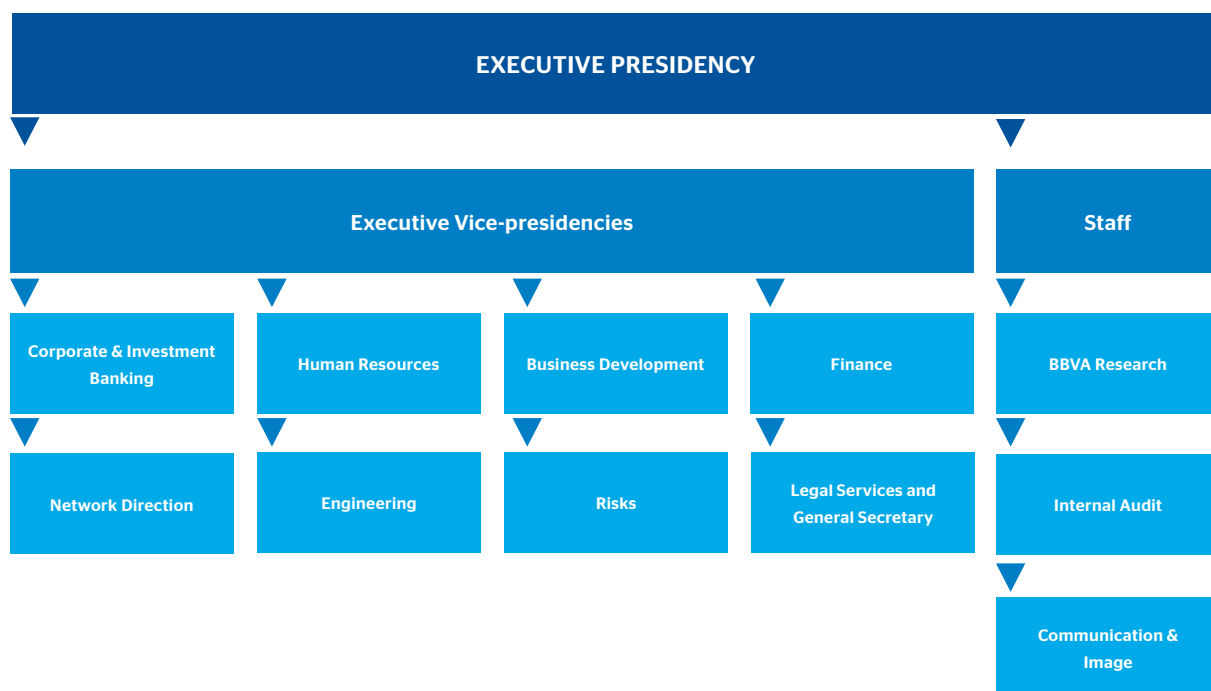 EXECUTIVE PRESIDENCY
Executive Vice-presidencies
Staff
Corporate & Investment
Banking
Human Resources
Business Development
Finance
BBVA Research
Network Direction
Engineering
Risks
Legal Services and
General Secretary
Internal Audit
Communication &
Image